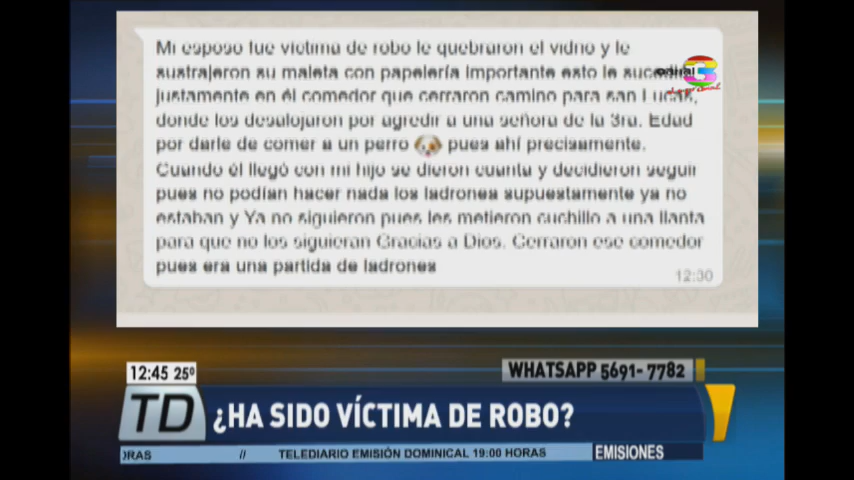 Mi esposo fue víctima de robo le quebraron el vidrio y le
sustrajeron su maleta con papelería importante esto le sucedió
justamente en él comedor que cerraron camino para san Lucas,
donde los desalojaron por agredir a una señora de la 3ra. Edad
por darle de comer a un perro 🐶 pues ahí precisamente.
Cuando él llegó con mi hijo se dieron cuenta y decidieron seguir
pues no podían hacer nada los ladrones supuestamente ya no
estaban y Ya no siguieron pues les metieron cuchillo a una llanta
para que no los siguieran Gracias a Dios. Cerraron ese comedor
pues era una partida de ladrones
12:30
12:45 25°
WHATSAPP 5691-7782
TD
¿HA SIDO VÍCTIMA DE ROBO?
ORAS // TELEDIARIO EMISIÓN DOMINICAL 19:00 HORAS
EMISIONES